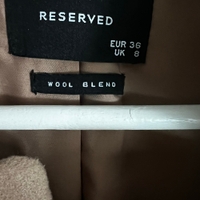 RESERVED
EUR 36
UK 8
WOOL BLEND